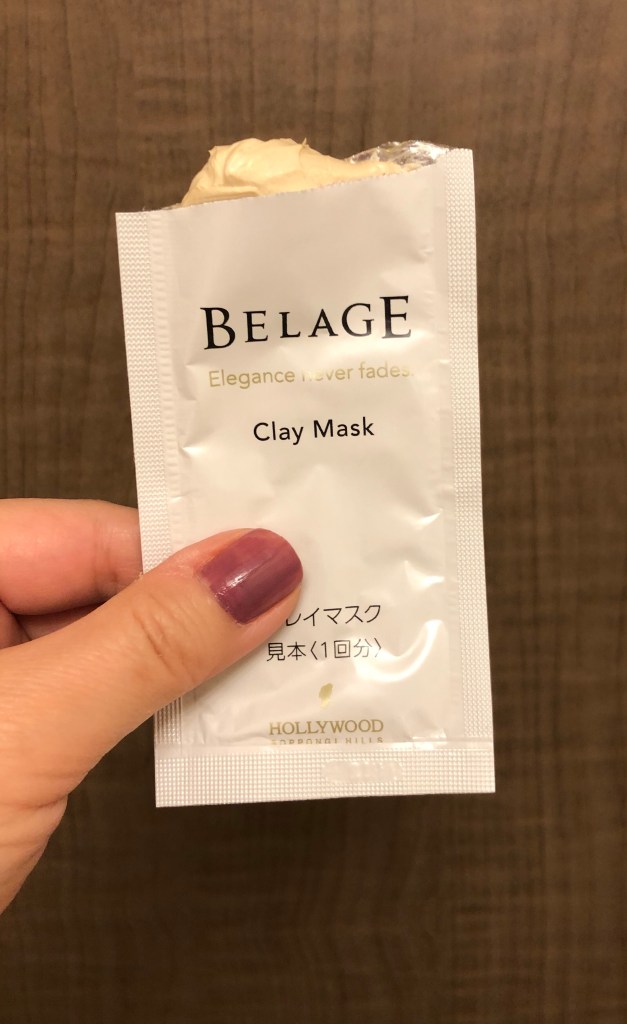 BELAGE
Elegance never fades.
Clay Mask
レイマスク
見本〈1回分〉
HOLLYWOOD
ROPPONGI HILLS